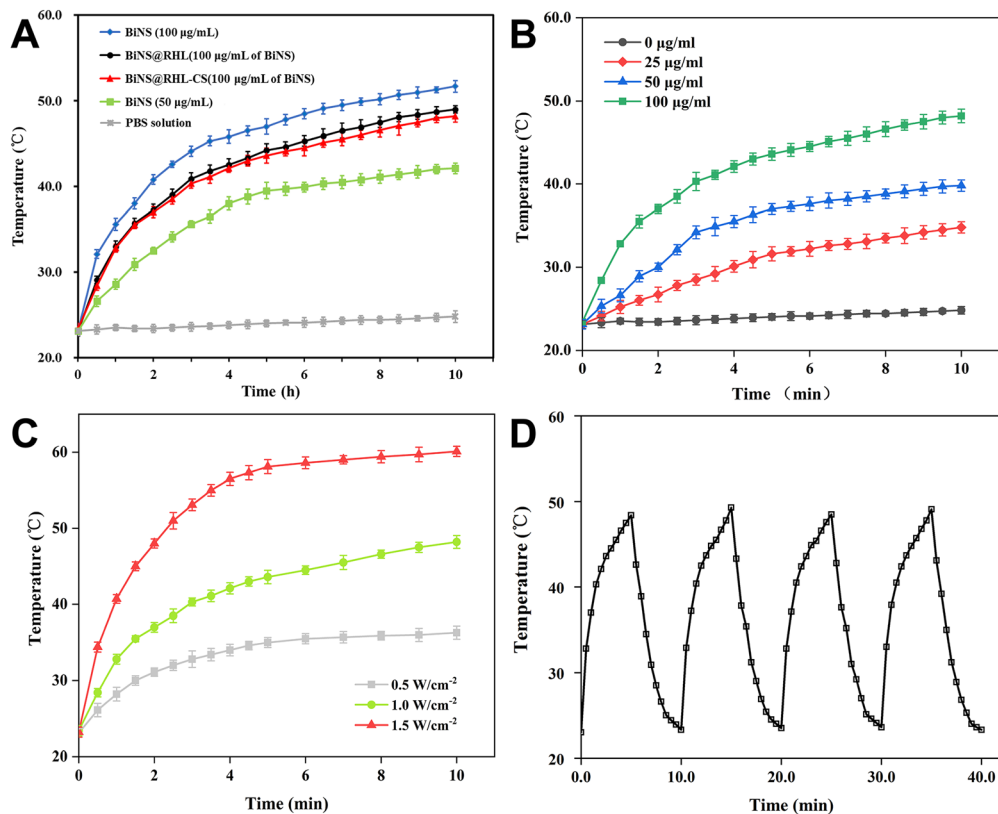 A
60.0
50.0
40.0
30.0
20.0
Temperature (℃)
BiNS (100 μg/mL)
BiNS@RHL(100 μg/mL of BiNS)
BiNS@RHL-CS(100 μg/mL of BiNS)
BiNS (50 μg/mL)
PBS solution
0 2 4 6 8 10
Time (h)
B
60.0
50.0
40.0
30.0
20.0
Temperature (℃)
0 μg/ml
25 μg/ml
50 μg/ml
100 μg/ml
0 2 4 6 8 10
Time （min）
C
60
50
40
30
20
Temperature (℃)
0.5 W/cm-2
1.0 W/cm-2
1.5 W/cm-2
0 2 4 6 8 10
Time (min)
D
60
50
40
30
20
Temperature (℃)
0.0 10.0 20.0 30.0 40.0
Time (min)